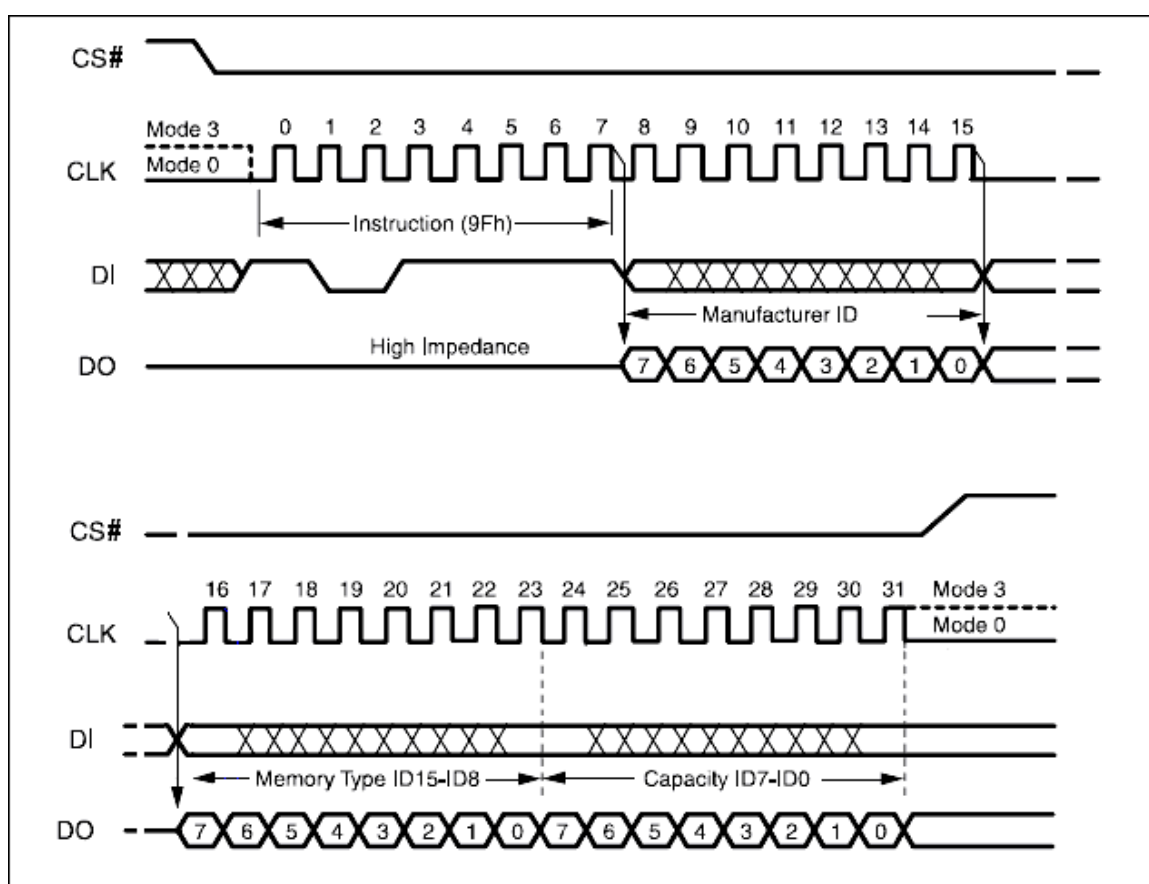 CS#
Mode 3
0 1 2 3 4 5 6 7 8 9 10 11 12 13 14 15
CLK
Mode 0
Instruction (9Fh)
DI
Manufacturer ID
High Impedance
DO
7 6 5 4 3 2 1 0
CS#
16 17 18 19 20 21 22 23 24 25 26 27 28 29 30 31
Mode 3
CLK
Mode 0
DI
Memory Type ID15-ID8
Capacity ID7-ID0
DO
7 6 5 4 3 2 1 0 7 6 5 4 3 2 1 0